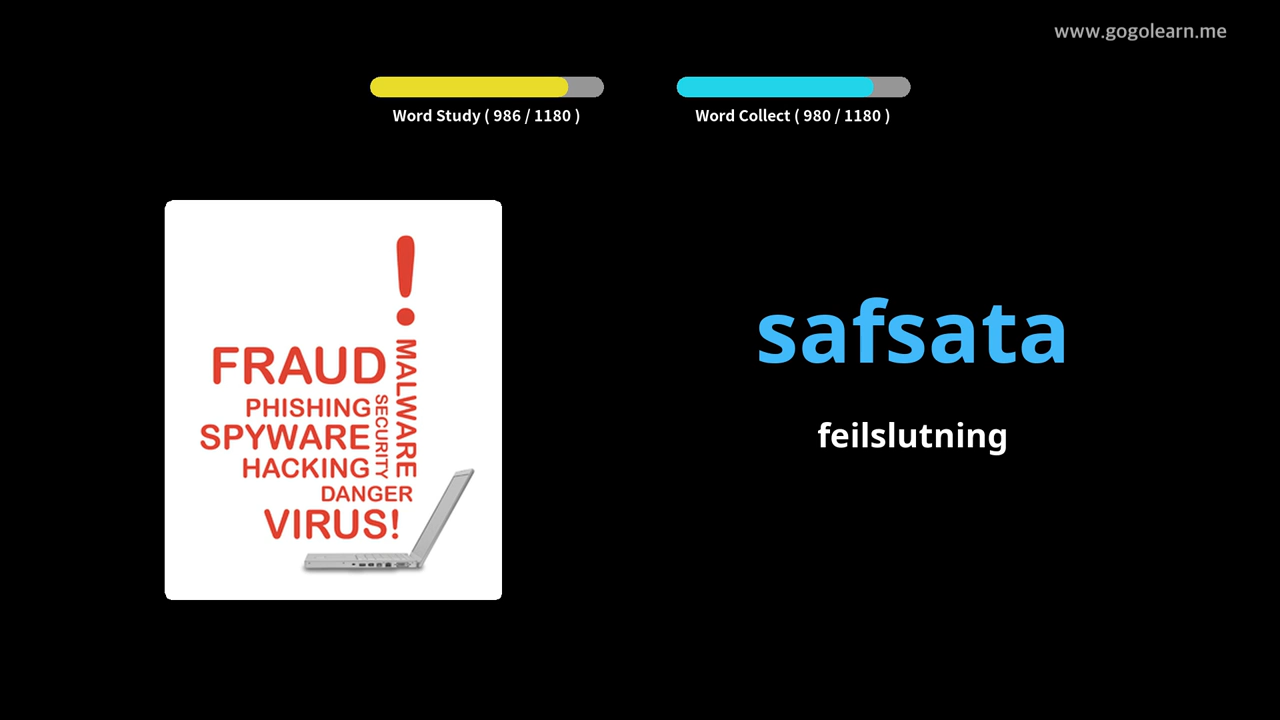 www.gogolearn.me
Word Study ( 986 / 1180 )
Word Collect ( 980 / 1180 )
!
FRAUD
MALWARE
PHISHING
SECURITY
SPYWARE
HACKING
DANGER
VIRUS!
safsata
feilslutning